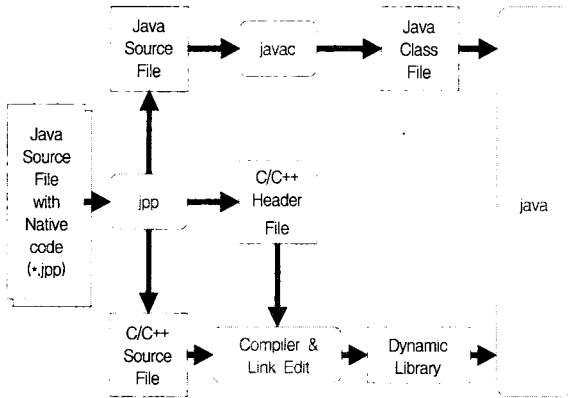 Java
Source
File
javac
Java
Class
File
Java
Source
File
with
Native
code
(*.jpp)
jpp
C/C++
Header
File
java
C/C++
Source
File
Compiler &
Link Edit
Dynamic
Library